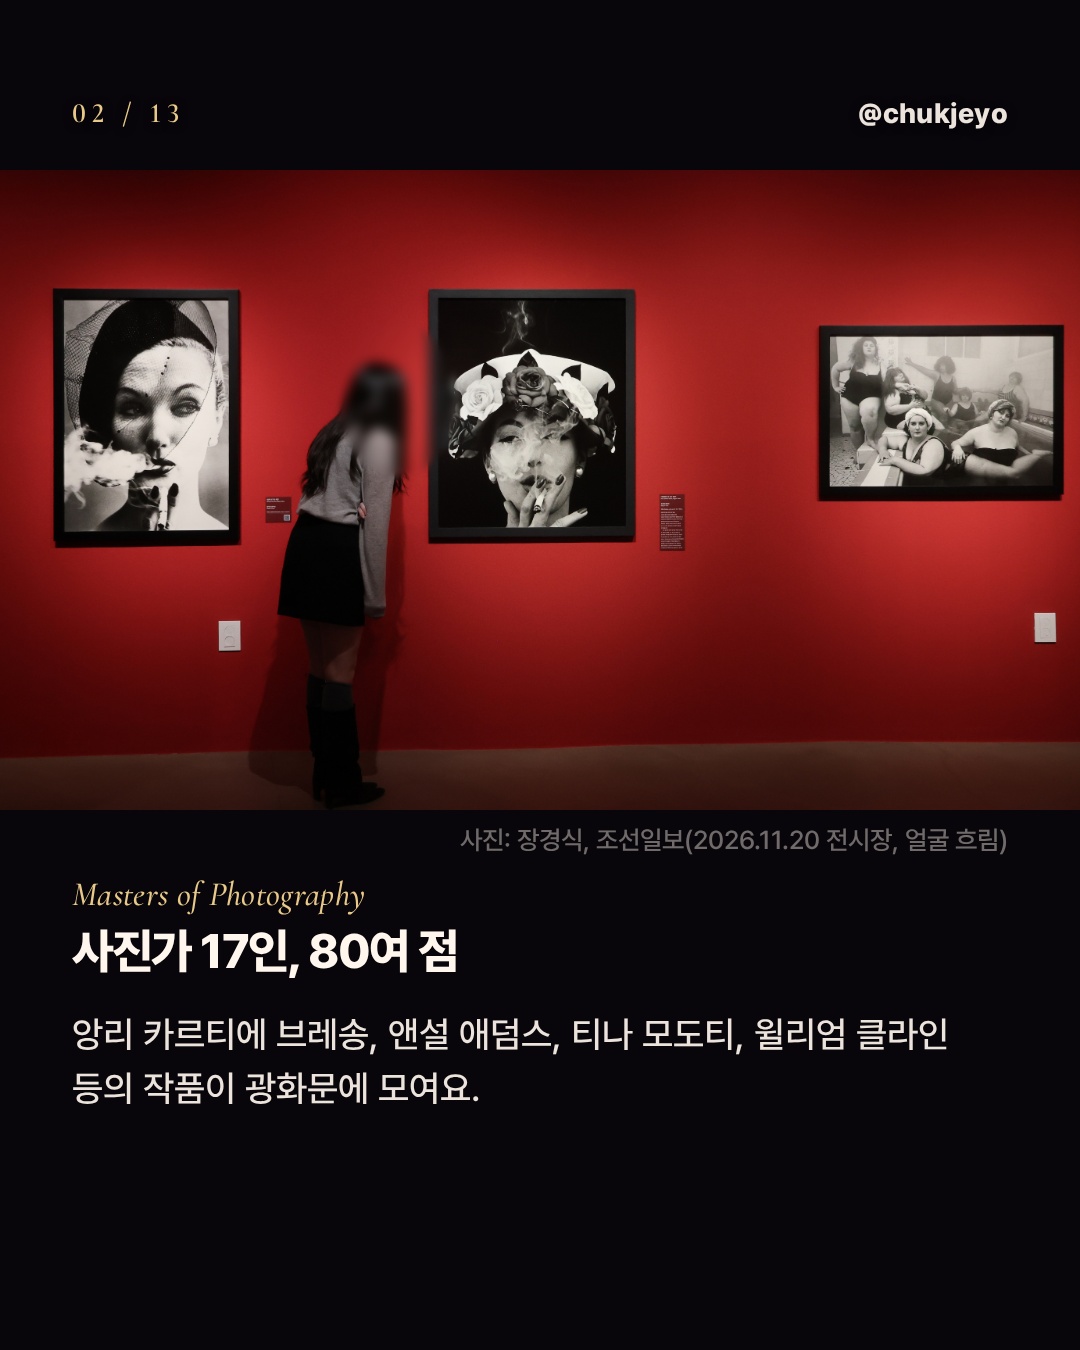 02 / 13
@chukjeyo
사진: 장경식, 조선일보(2026.11.20 전시장, 얼굴 흐림)
Masters of Photography
사진가 17인, 80여 점
앙리 카르티에 브레송, 앤설 애덤스, 티나 모도티, 윌리엄 클라인
등의 작품이 광화문에 모여요.